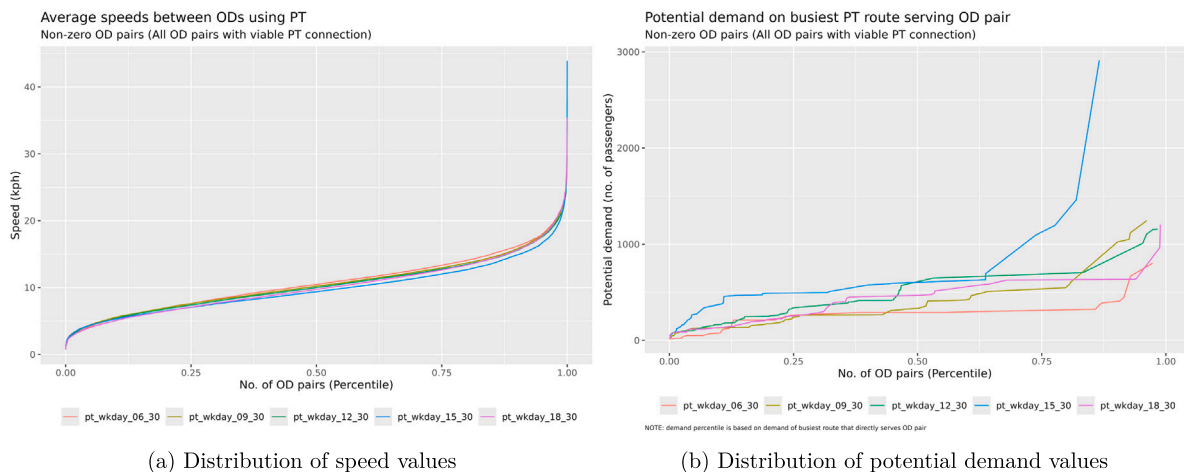 Average speeds between ODs using PT
Non-zero OD pairs (All OD pairs with viable PT connection)
Speed (kph)
40
30
20
10
0
0.00
0.25
0.50
0.75
1.00
No. of OD pairs (Percentile)
pt_wkday_06_30
pt_wkday_09_30
pt_wkday_12_30
pt_wkday_15_30
pt_wkday_18_30
(a) Distribution of speed values
Potential demand on busiest PT route serving OD pair
Non-zero OD pairs (All OD pairs with viable PT connection)
Potential demand (no. of passengers)
3000
2000
1000
0
0.00
0.25
0.50
0.75
1.00
No. of OD pairs (Percentile)
pt_wkday_06_30
pt_wkday_09_30
pt_wkday_12_30
pt_wkday_15_30
pt_wkday_18_30
NOTE: demand percentile is based on demand of busiest route that directly serves OD pair
(b) Distribution of potential demand values